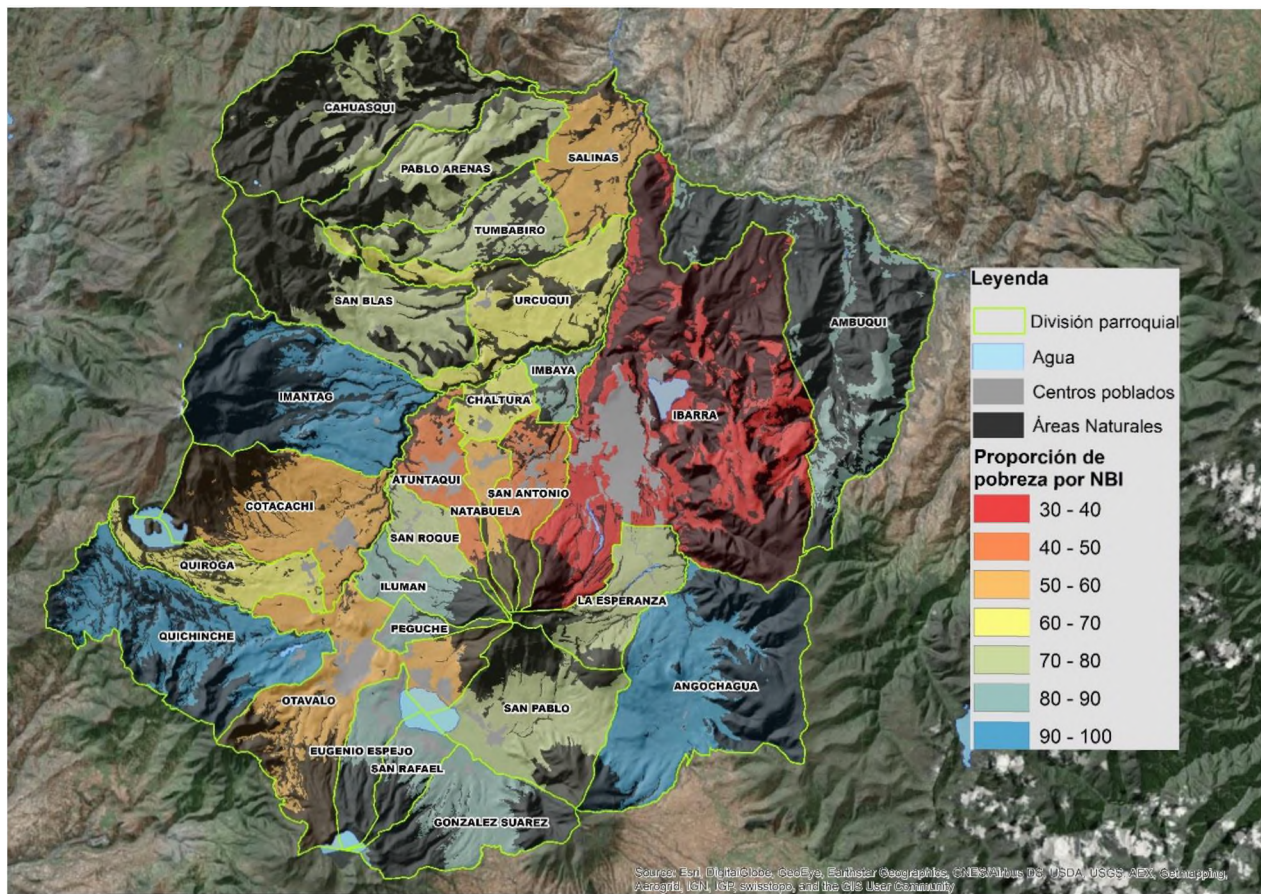 CAHUASQUI
PABLO ARENAS
SALINAS
TUMBABIRO
SAN BLAS
URCUQUI
AMBUQUI
IMBAYA
IMANTAG
CHALTURA
IBARRA
ATUNTAQUI
SAN ANTONIO
COTACACHI
NATABUELA
SAN ROQUE
QUIROGA
ILUMAN
LA ESPERANZA
PEGUCHE
QUICHINCHE
ANGOCHAGUA
OTAVALO
SAN PABLO
EUGENIO ESPEJO
SAN RAFAEL
GONZALEZ SUAREZ
Leyenda
División parroquial
Agua
Centros poblados
Áreas Naturales
Proporción de
pobreza por NBI
30 - 40
40 - 50
50 - 60
60 - 70
70 - 80
80 - 90
90 - 100
Source: Esri, DigitalGlobe, GeoEye, Earthstar Geographics, CNES/Airbus DS, USDA, USGS, AEX, Getmapping,
Aerogrid, IGN, IGP, swisstopo, and the GIS User Community